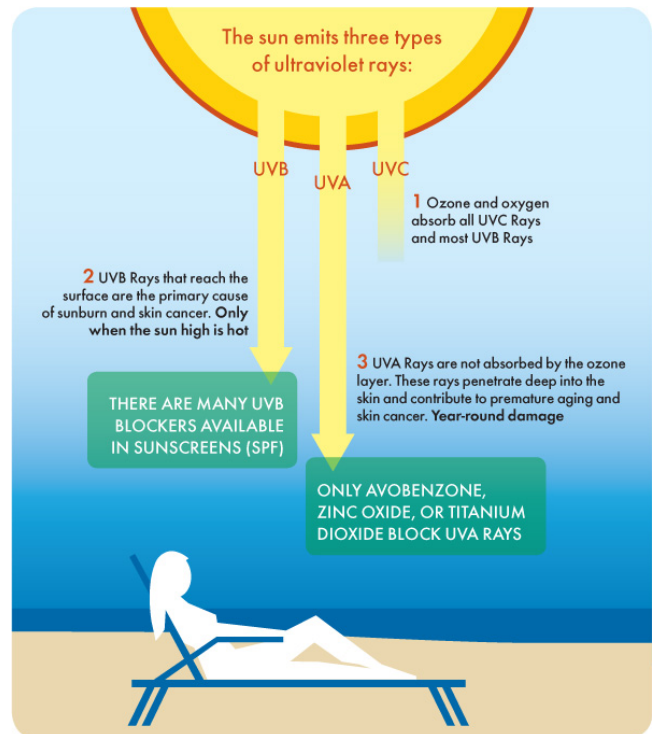 The sun emits three types
of ultraviolet rays:
UVB
UVA
UVC
1 Ozone and oxygen
absorb all UVC Rays
and most UVB Rays
2 UVB Rays that reach the
surface are the primary cause
of sunburn and skin cancer. Only
when the sun high is hot
3 UVA Rays are not absorbed by the ozone
layer. These rays penetrate deep into the
skin and contribute to premature aging and
skin cancer. Year-round damage
THERE ARE MANY UVB
BLOCKERS AVAILABLE
IN SUNSCREENS (SPF)
ONLY AVOBENZONE,
ZINC OXIDE, OR TITANIUM
DIOXIDE BLOCK UVA RAYS